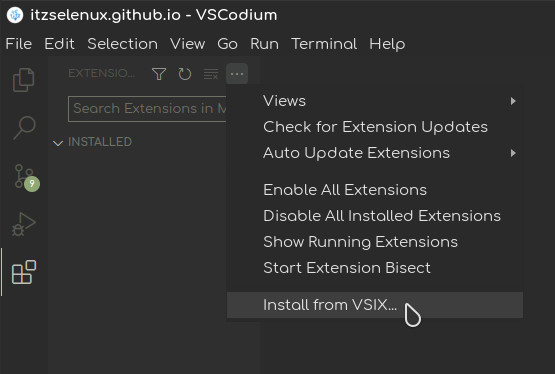 itzselenux.github.io - VSCodium
File Edit Selection View Go Run Terminal Help
EXTENSIO...
Search Extensions in M
INSTALLED
9
Views
Check for Extension Updates
Auto Update Extensions
Enable All Extensions
Disable All Installed Extensions
Show Running Extensions
Start Extension Bisect
Install from VSIX...